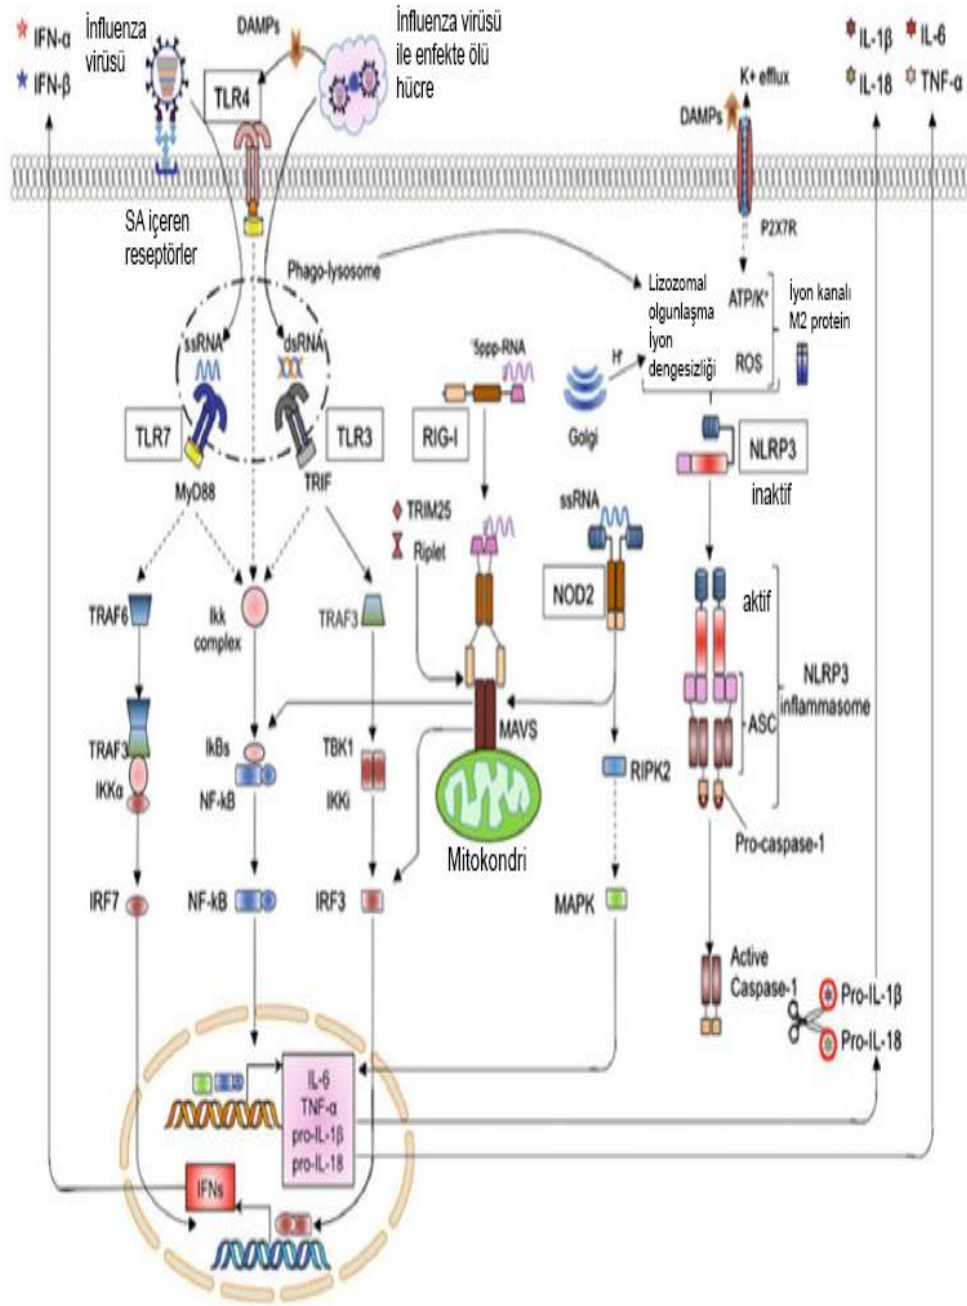 IFN-α
IFN-β
İnfluenza
virüsü
DAMPs
TLR4
İnfluenza virüsü
ile enfekte ölü
hücre
IL-1β
IL-6
IL-18
TNF-α
K+ efflux
DAMPs
P2X7R
SA içeren
reseptörler
Phago-lysosome
Lizozomal
olgunlaşma
İyon
dengesizliği
ATP/K⁺
ROS
İyon kanalı
M2 protein
ssRNA
dsRNA
TLR7
TLR3
MyD88
TRIF
'5ppp-RNA
RIG-I
H⁺
Golgi
NLRP3
inaktif
TRIM25
Riplet
ssRNA
NOD2
aktif
NLRP3
inflammasome
ASC
Pro-caspase-1
TRAF6
Ikk
complex
TRAF3
TRAF3
IKKα
IkBs
NF-kB
TBK1
IKKi
MAVS
Mitokondri
RIPK2
IRF7
NF-kB
IRF3
MAPK
Active
Caspase-1
Pro-IL-1β
Pro-IL-18
IL-6
TNF-α
pro-IL-1β
pro-IL-18
IFNs